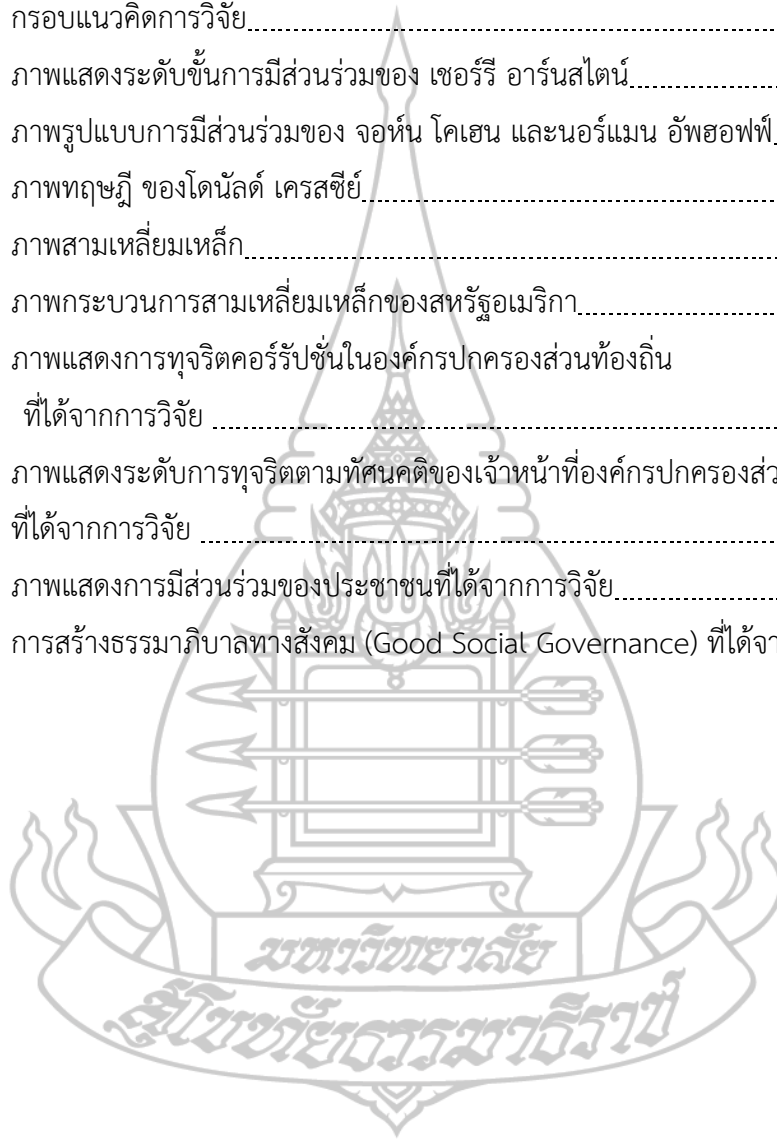 กรอบแนวคิดการวิจัย
ภาพแสดงระดับขั้นการมีส่วนร่วมของ เชอร์รี อาร์นสไตน์
ภาพรูปแบบการมีส่วนร่วมของ จอห์น โคเฮน และนอร์แมน อัพฮอฟฟ์
ภาพทฤษฎี ของโดนัลด์ เครสซีย์
ภาพสามเหลี่ยมเหล็ก
ภาพกระบวนการสามเหลี่ยมเหล็กของสหรัฐอเมริกา
ภาพแสดงการทุจริตคอร์รัปชั่นในองค์กรปกครองส่วนท้องถิ่น
ที่ได้จากการวิจัย
ภาพแสดงระดับการทุจริตตามทัศนคติของเจ้าหน้าที่องค์กรปกครองส่ว
ที่ได้จากการวิจัย
ภาพแสดงการมีส่วนร่วมของประชาชนที่ได้จากการวิจัย
การสร้างธรรมาภิบาลทางสังคม (Good Social Governance) ที่ได้จา
มหาวิทยาลัย
สุโขทัยธรรมาธิราช